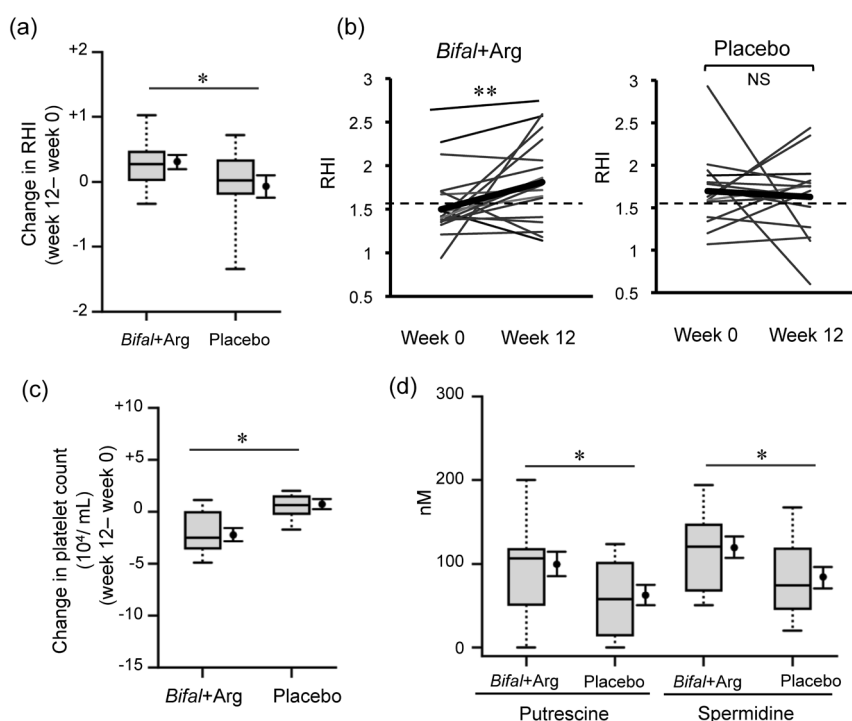 (a)
+2
+1
0
-1
-2
Change in RHI
(week 12– week 0)
*
Bifal+Arg
Placebo
(b)
Bifal+Arg
**
3
2.5
2
1.5
1
0.5
RHI
Week 0
Week 12
Placebo
NS
3
2.5
2
1.5
1
0.5
RHI
Week 0
Week 12
(c)
+10
+5
0
-5
-10
-15
Change in platelet count
(10⁴/ mL)
(week 12– week 0)
*
Bifal+Arg
Placebo
(d)
300
200
100
0
nM
*
*
Bifal+Arg
Placebo
Bifal+Arg
Placebo
Putrescine
Spermidine